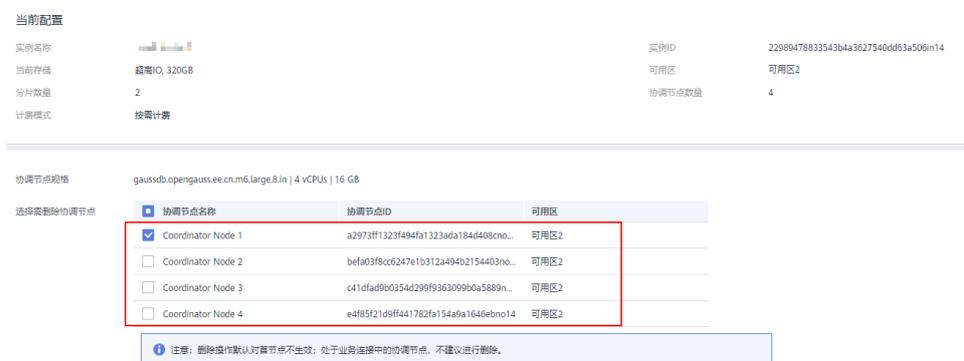 当前配置
实例名称
实例ID 22989478833543b4a3627540dd63a506in14
当前存储 超高IO, 320GB
可用区 可用区2
分片数量 2
协调节点数量 4
计费模式 按需计费
协调节点规格 gaussdb.opengauss.ee.cn.m6.large.8.in | 4 vCPUs | 16 GB
选择需删除协调节点
协调节点名称 协调节点ID 可用区
Coordinator Node 1 a2973ff1323f494fa1323ada184d408cno... 可用区2
Coordinator Node 2 befa03f8cc6247e1b312a494b2154403no... 可用区2
Coordinator Node 3 c41dfad9b0354d299f9363099b0a5889n... 可用区2
Coordinator Node 4 e4f85f21d9ff441782fa154a9a1646ebno14 可用区2
注意：删除操作默认对首节点不生效；处于业务连接中的协调节点，不建议进行删除。